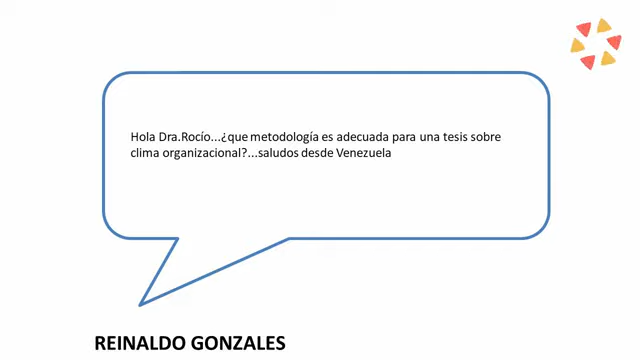 Hola Dra.Rocío...¿que metodología es adecuada para una tesis sobre
clima organizacional?...saludos desde Venezuela
REINALDO GONZALES